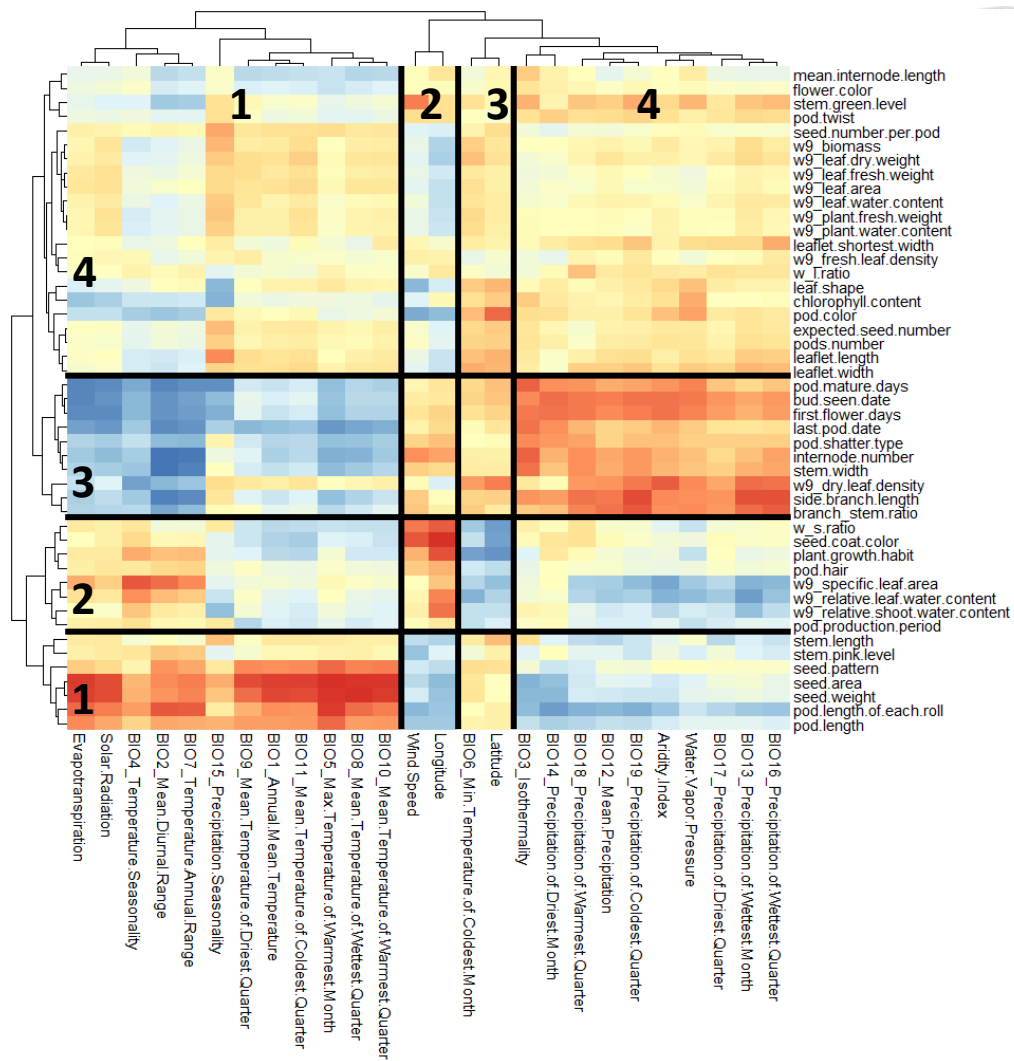 1
2
3
4
mean.internode.length
flower.color
stem.green.level
pod.twist
seed.number.per.pod
w9_biomass
w9_leaf.dry.weight
w9_leaf.fresh.weight
w9_leaf.area
w9_leaf.water.content
w9_plant.fresh.weight
w9_plant.water.content
leaflet.shortest.width
w9_fresh.leaf.density
w_l.ratio
leaf.shape
chlorophyll.content
pod.color
expected.seed.number
pods.number
leaflet.length
leaflet.width
4
pod.mature.days
bud.seen.date
first.flower.days
last.pod.date
pod.shatter.type
internode.number
stem.width
w9_dry.leaf.density
side.branch.length
branch_stem.ratio
3
w_s.ratio
seed.coat.color
plant.growth.habit
pod.hair
w9_specific.leaf.area
w9_relative.leaf.water.content
w9_relative.shoot.water.content
pod.production.period
2
stem.length
stem.pink.level
seed.pattern
seed.area
seed.weight
pod.length.of.each.roll
pod.length
1
Evapotranspiration
Solar.Radiation
BIO4_Temperature.Seasonality
BIO2_Mean.Diurnal.Range
BIO7_Temperature.Annual.Range
BIO15_Precipitation.Seasonality
BIO9_Mean.Temperature.of.Driest.Quarter
BIO1_Annual.Mean.Temperature
BIO11_Mean.Temperature.of.Coldest.Quarter
BIO5_Max.Temperature.of.Warmest.Month
BIO8_Mean.Temperature.of.Wettest.Quarter
BIO10_Mean.Temperature.of.Warmest.Quarter
Wind.Speed
Longitude
BIO6_Min.Temperature.of.Coldest.Month
Latitude
BIO3_Isothermality
BIO14_Precipitation.of.Driest.Month
BIO18_Precipitation.of.Warmest.Quarter
BIO12_Mean.Precipitation
BIO19_Precipitation.of.Coldest.Quarter
Aridity.Index
Water.Vapor.Pressure
BIO17_Precipitation.of.Driest.Quarter
BIO13_Precipitation.of.Wettest.Month
BIO16_Precipitation.of.Wettest.Quarter